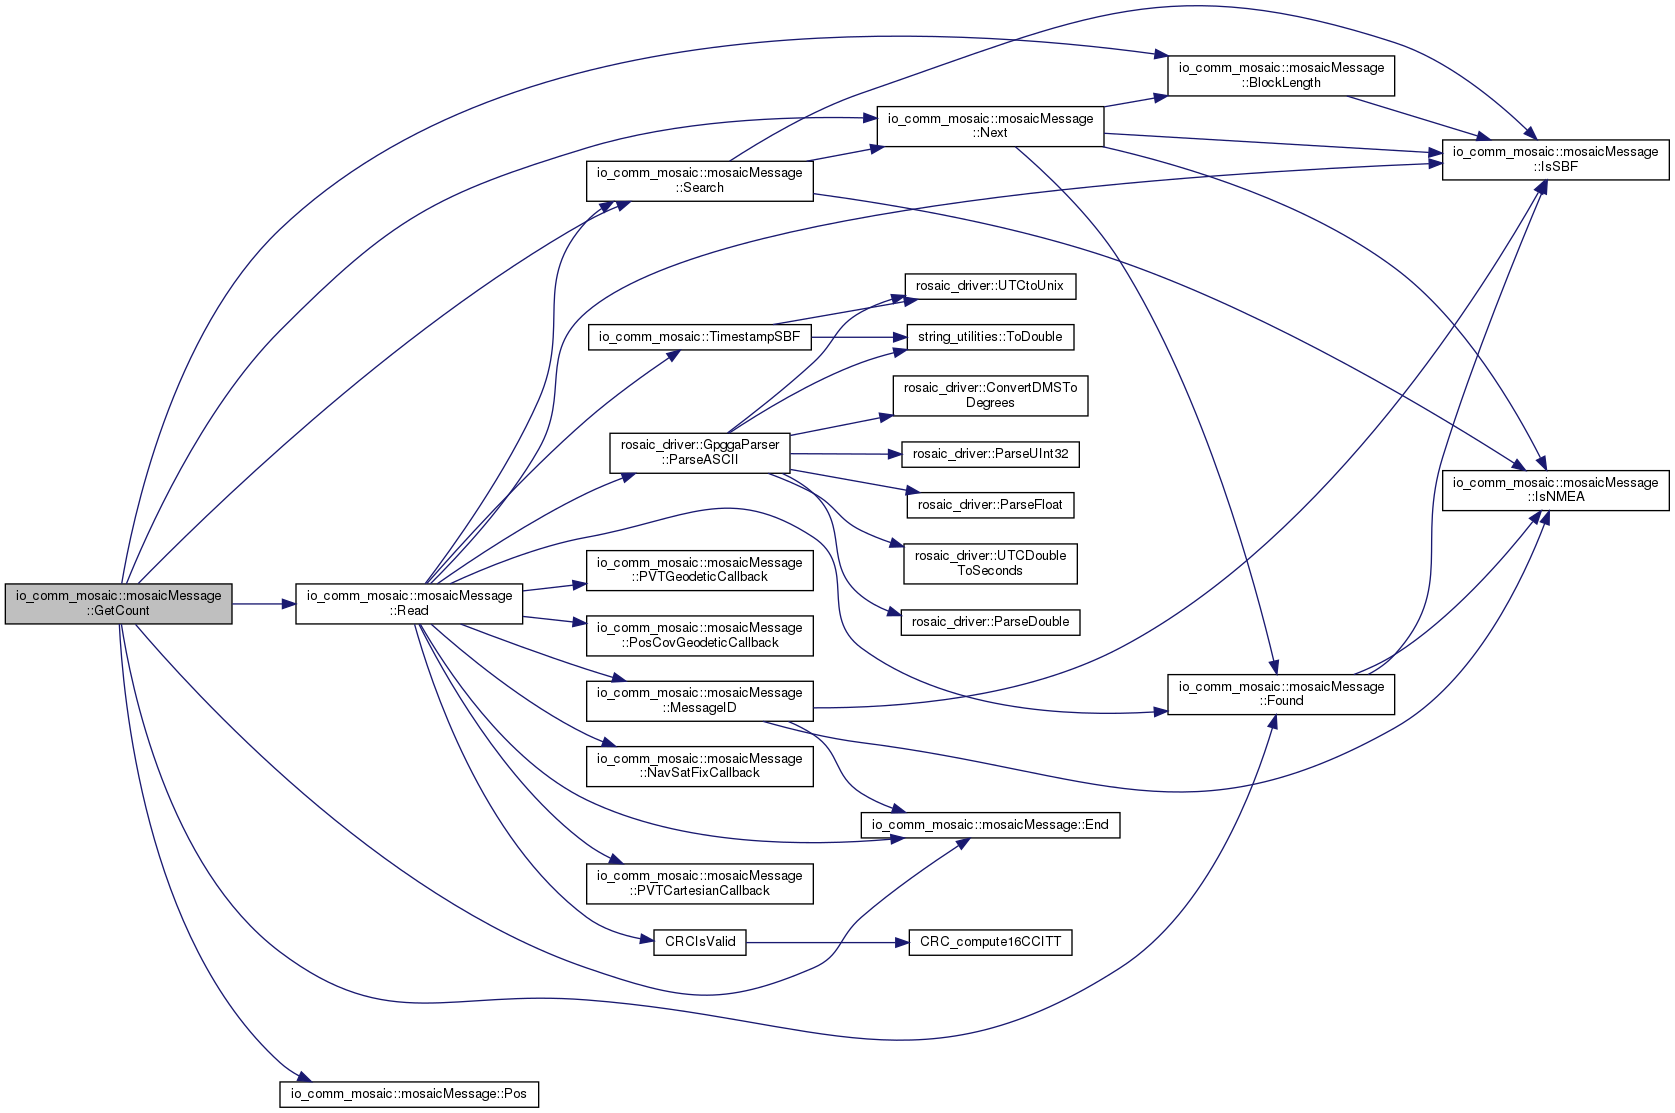 io_comm_mosaic::mosaicMessage
::BlockLength
io_comm_mosaic::mosaicMessage
::Next
io_comm_mosaic::mosaicMessage
::IsSBF
io_comm_mosaic::mosaicMessage
::Search
rosaic_driver::UTCtoUnix
io_comm_mosaic::TimestampSBF
string_utilities::ToDouble
rosaic_driver::ConvertDMSTo
Degrees
rosaic_driver::GpggaParser
::ParseASCII
rosaic_driver::ParseUInt32
io_comm_mosaic::mosaicMessage
::IsNMEA
rosaic_driver::ParseFloat
rosaic_driver::UTCDouble
ToSeconds
io_comm_mosaic::mosaicMessage
::PVTGeodeticCallback
io_comm_mosaic::mosaicMessage
::GetCount
io_comm_mosaic::mosaicMessage
::Read
rosaic_driver::ParseDouble
io_comm_mosaic::mosaicMessage
::PosCovGeodeticCallback
io_comm_mosaic::mosaicMessage
::MessageID
io_comm_mosaic::mosaicMessage
::Found
io_comm_mosaic::mosaicMessage
::NavSatFixCallback
io_comm_mosaic::mosaicMessage::End
io_comm_mosaic::mosaicMessage
::PVTCartesianCallback
CRCIsValid
CRC_compute16CCITT
io_comm_mosaic::mosaicMessage::Pos